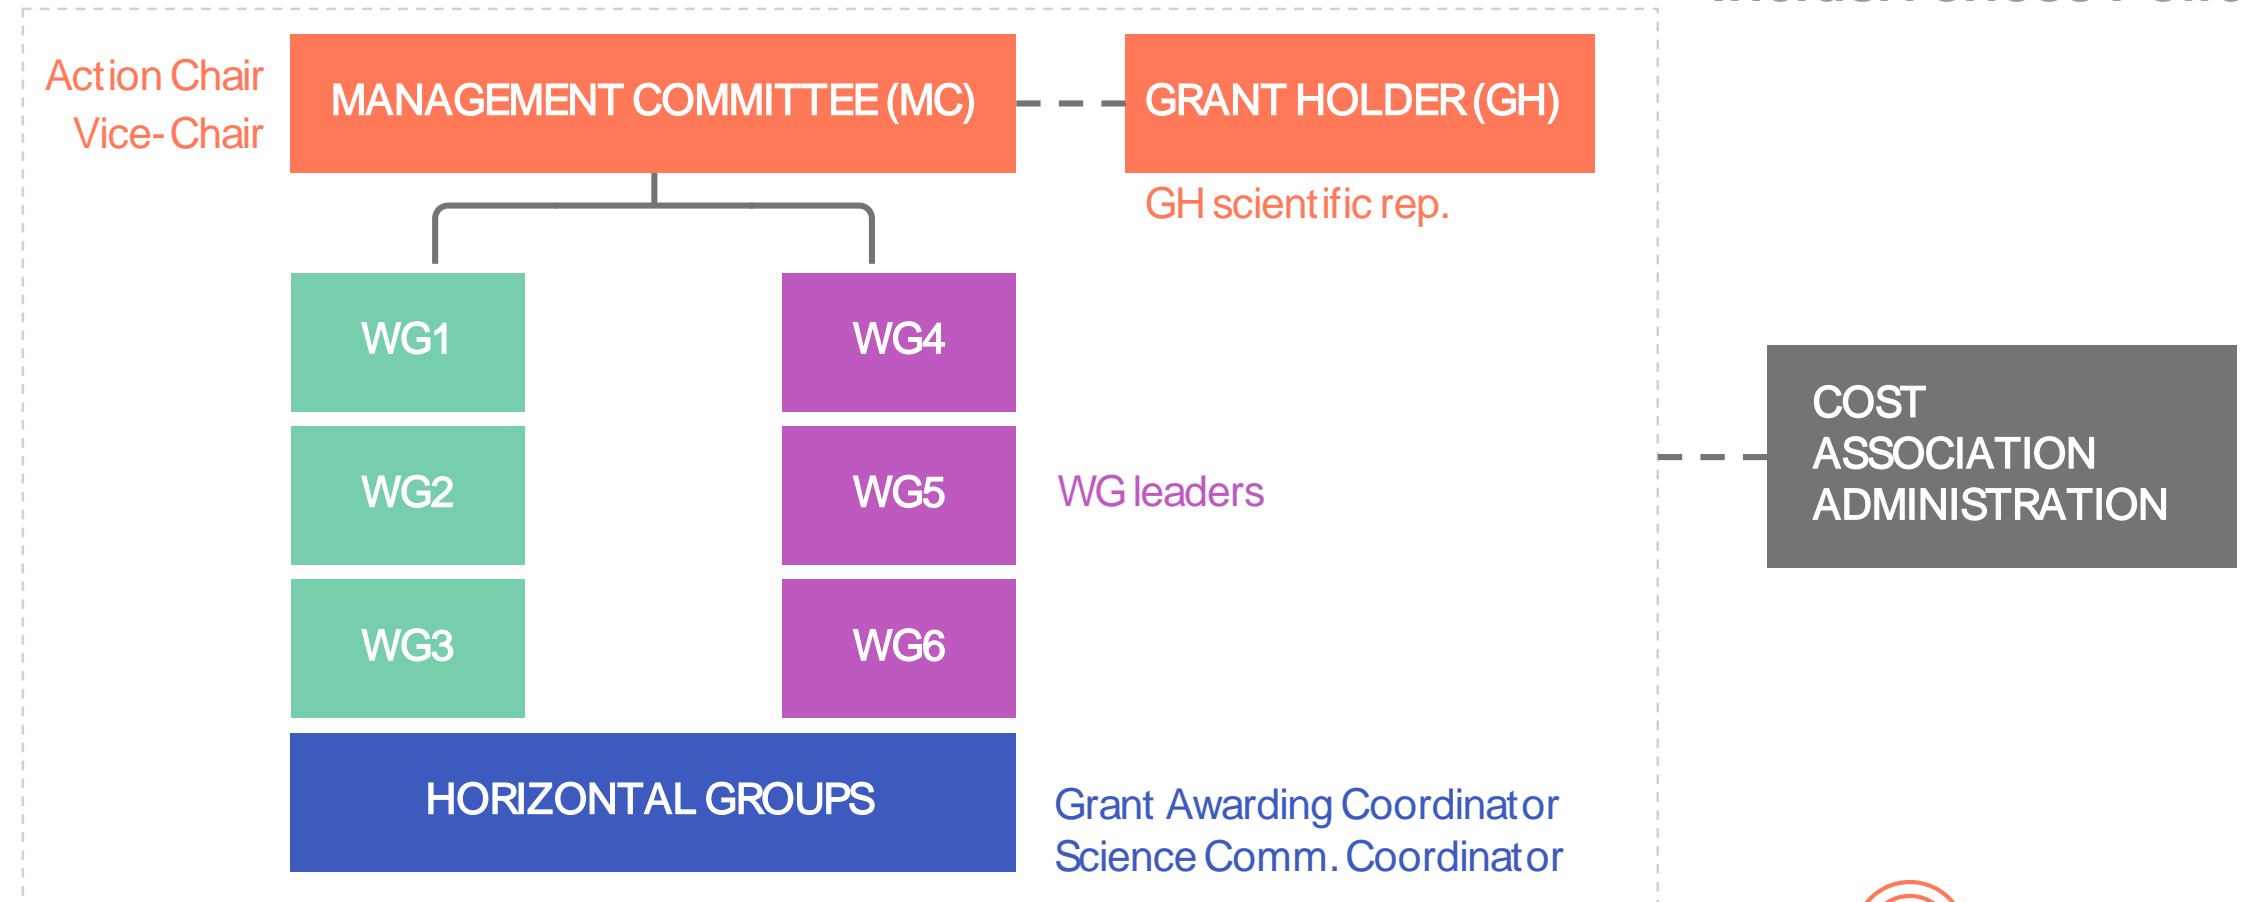 Action Chair
Vice-Chair
MANAGEMENT COMMITTEE (MC)
GRANT HOLDER (GH)
GH scientific rep.
WG1
WG4
WG2
WG5
WG leaders
WG3
WG6
COST
ASSOCIATION
ADMINISTRATION
HORIZONTAL GROUPS
Grant Awarding Coordinator
Science Comm. Coordinator